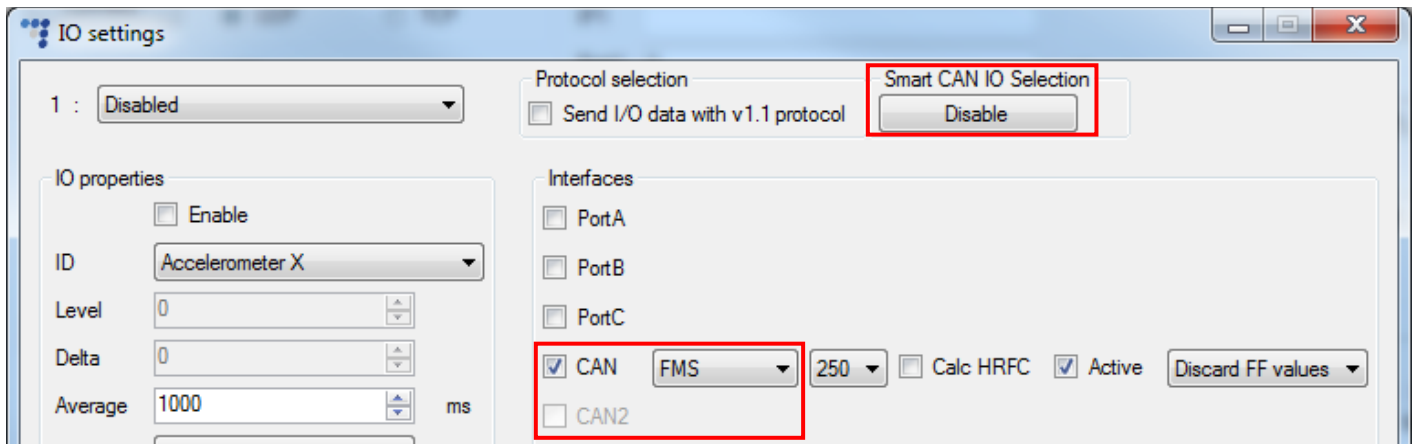 IO settings
Protocol selection
Smart CAN IO Selection
1 : Disabled
Send I/O data with v1.1 protocol
Disable
IO properties
Enable
ID Accelerometer X
Level 0
Delta 0
Average 1000 ms
Interfaces
PortA
PortB
PortC
CAN FMS 250 Calc HRFC Active Discard FF values
CAN2